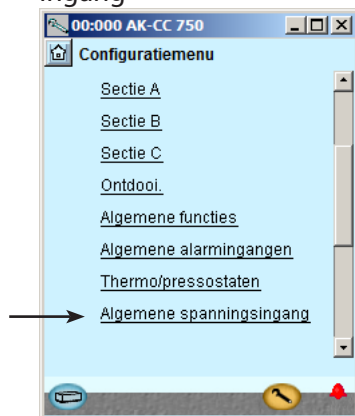 ingang
00:000 AK-CC 750
Configuratiemenu
Sectie A
Sectie B
Sectie C
Ontdooi.
Algemene functies
Algemene alarmingangen
Thermo/pressostaten
Algemene spanningsingang